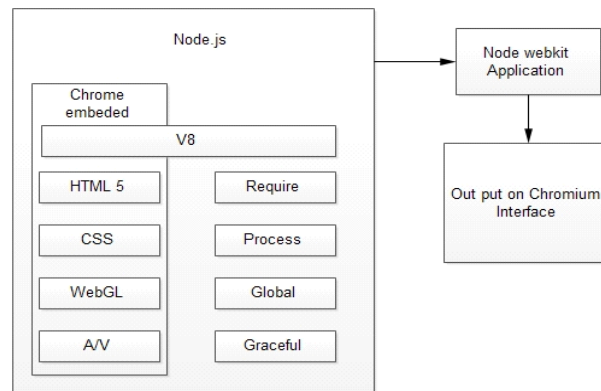 Node.js
Chrome
embeded
V8
HTML 5
Require
CSS
Process
WebGL
Global
A/V
Graceful
Node webkit
Application
Out put on Chromium
Interface